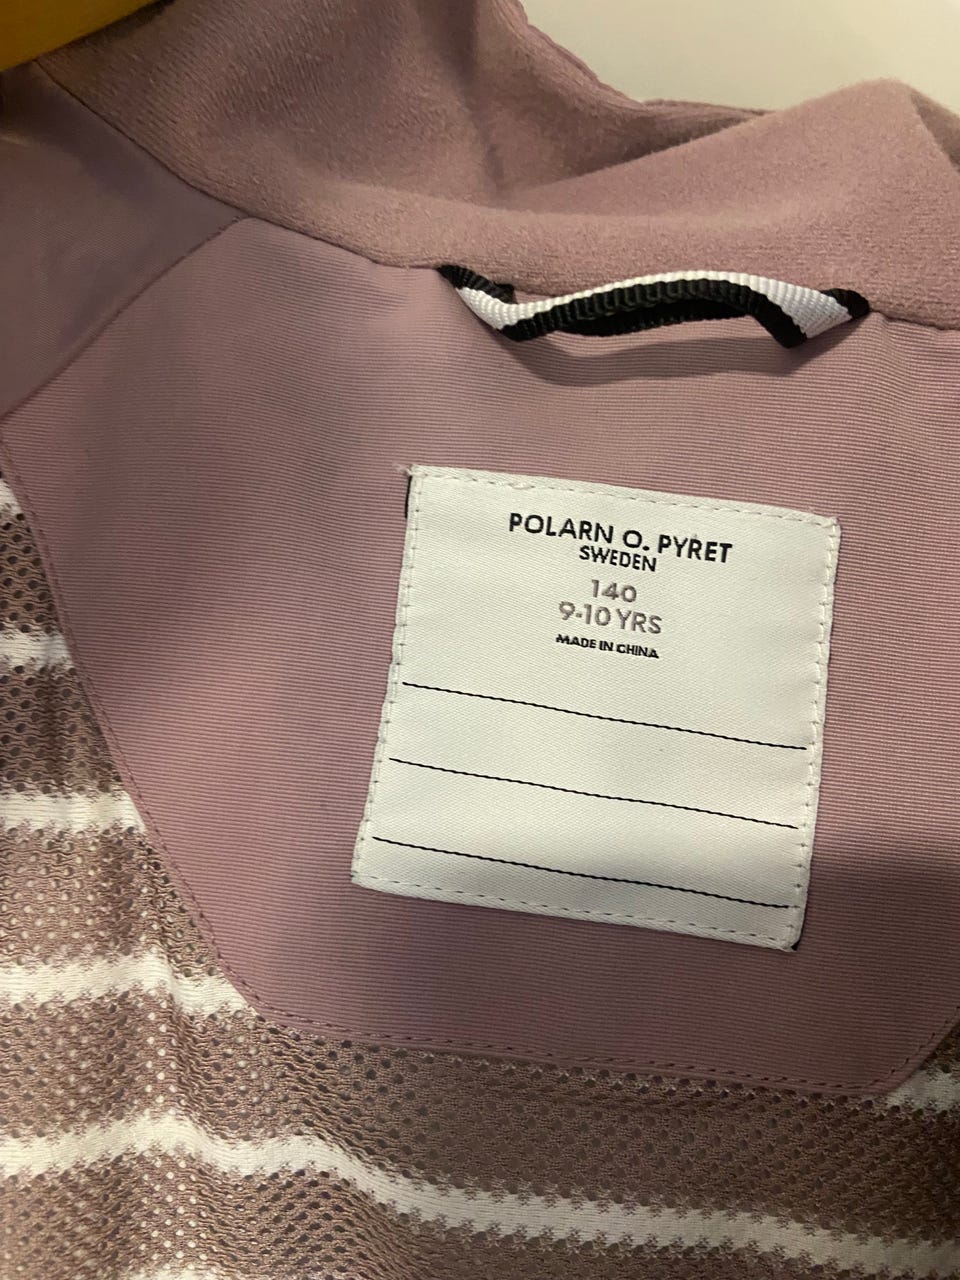 POLARN O. PYRET
SWEDEN
140
9-10 YRS
MADE IN CHINA